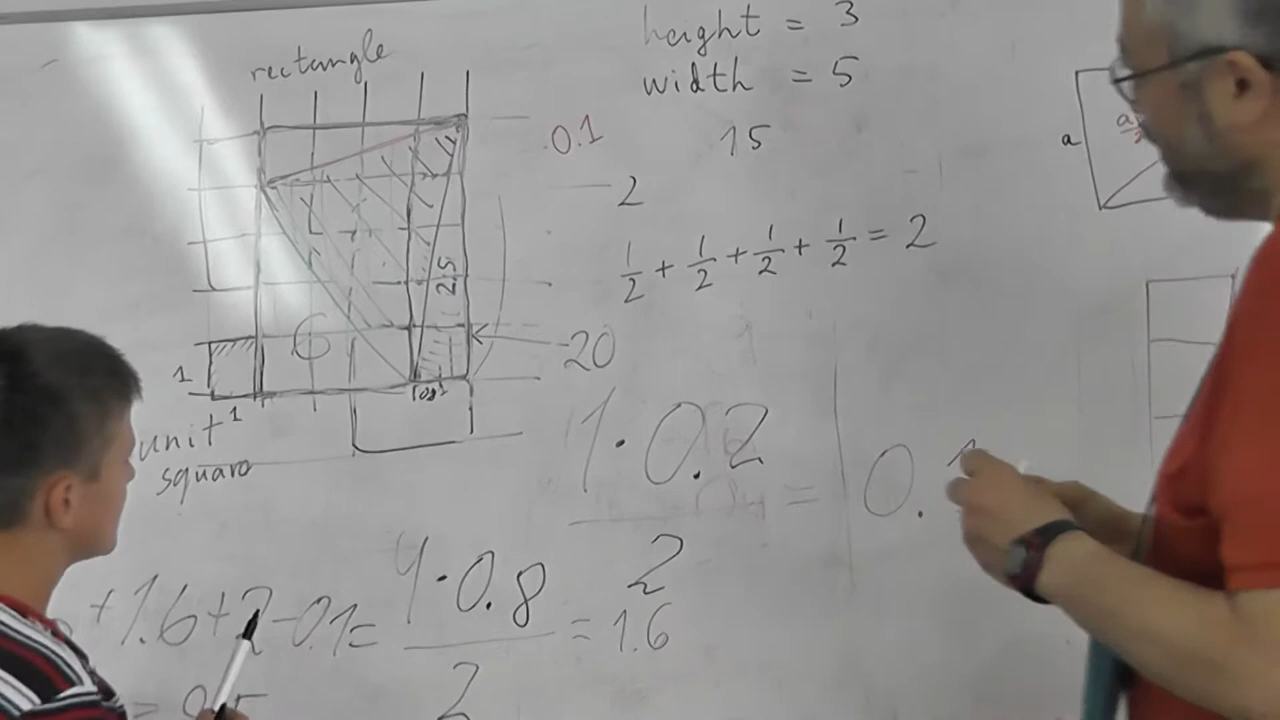 rectangle
height = 3
width = 5
15
0.1
2
1/2 + 1/2 + 1/2 + 1/2 = 2
2.5
20
1
1
unit
square
a
1·0.2
2
=
0.
+1.6+2-0.1=
4·0.8
2
= 1.6
=